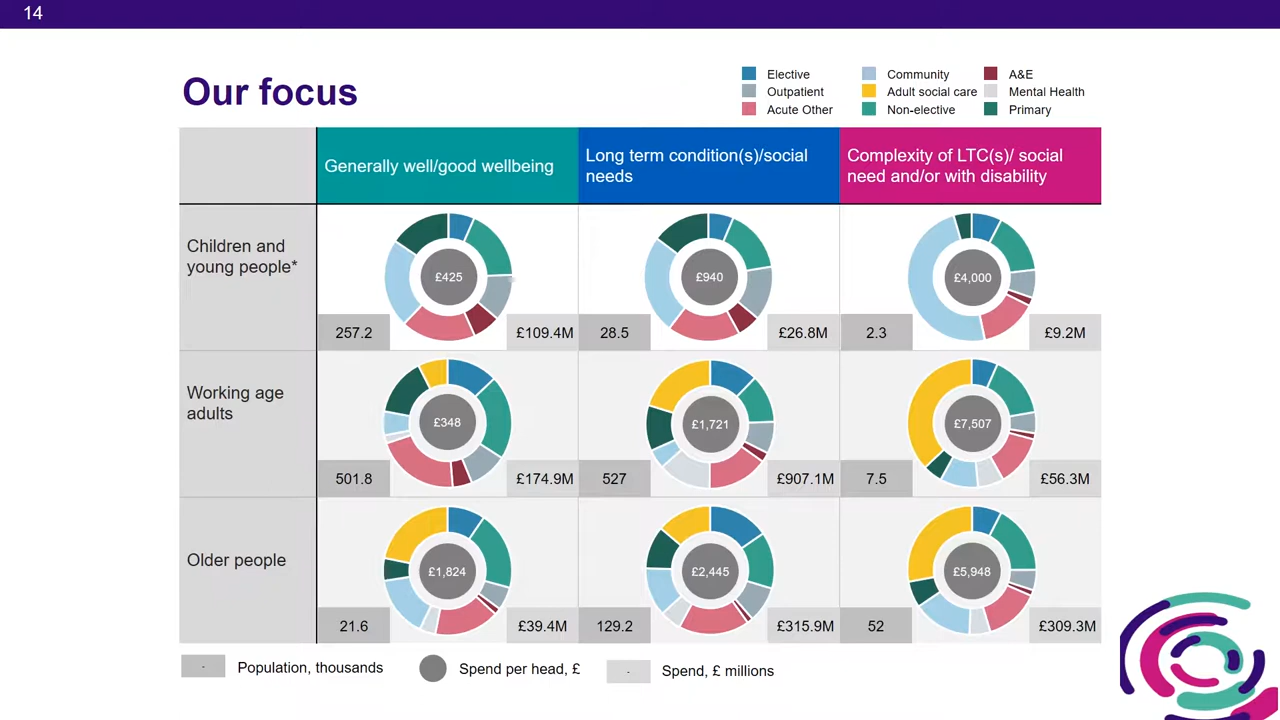 14
Our focus
Elective
Community
A&E
Outpatient
Adult social care
Mental Health
Acute Other
Non-elective
Primary
Generally well/good wellbeing
Long term condition(s)/social
needs
Complexity of LTC(s)/ social
need and/or with disability
Children and
young people*
£425
257.2
£109.4M
£940
28.5
£26.8M
£4,000
2.3
£9.2M
Working age
adults
£348
501.8
£174.9M
£1,721
527
£907.1M
£7,507
7.5
£56.3M
Older people
£1,824
21.6
£39.4M
£2,445
129.2
£315.9M
£5,948
52
£309.3M
- Population, thousands
Spend per head, £
- Spend, £ millions